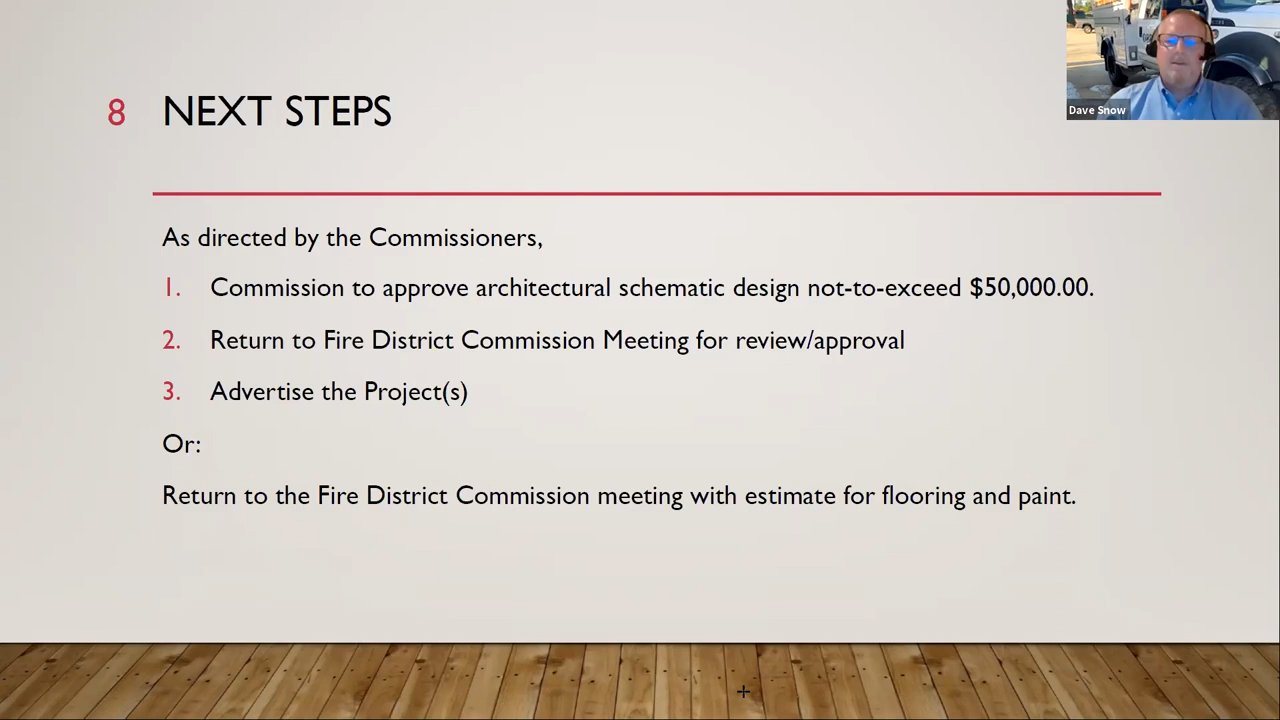 8 NEXT STEPS
Dave Snow
As directed by the Commissioners,
1. Commission to approve architectural schematic design not-to-exceed $50,000.00.
2. Return to Fire District Commission Meeting for review/approval
3. Advertise the Project(s)
Or:
Return to the Fire District Commission meeting with estimate for flooring and paint.